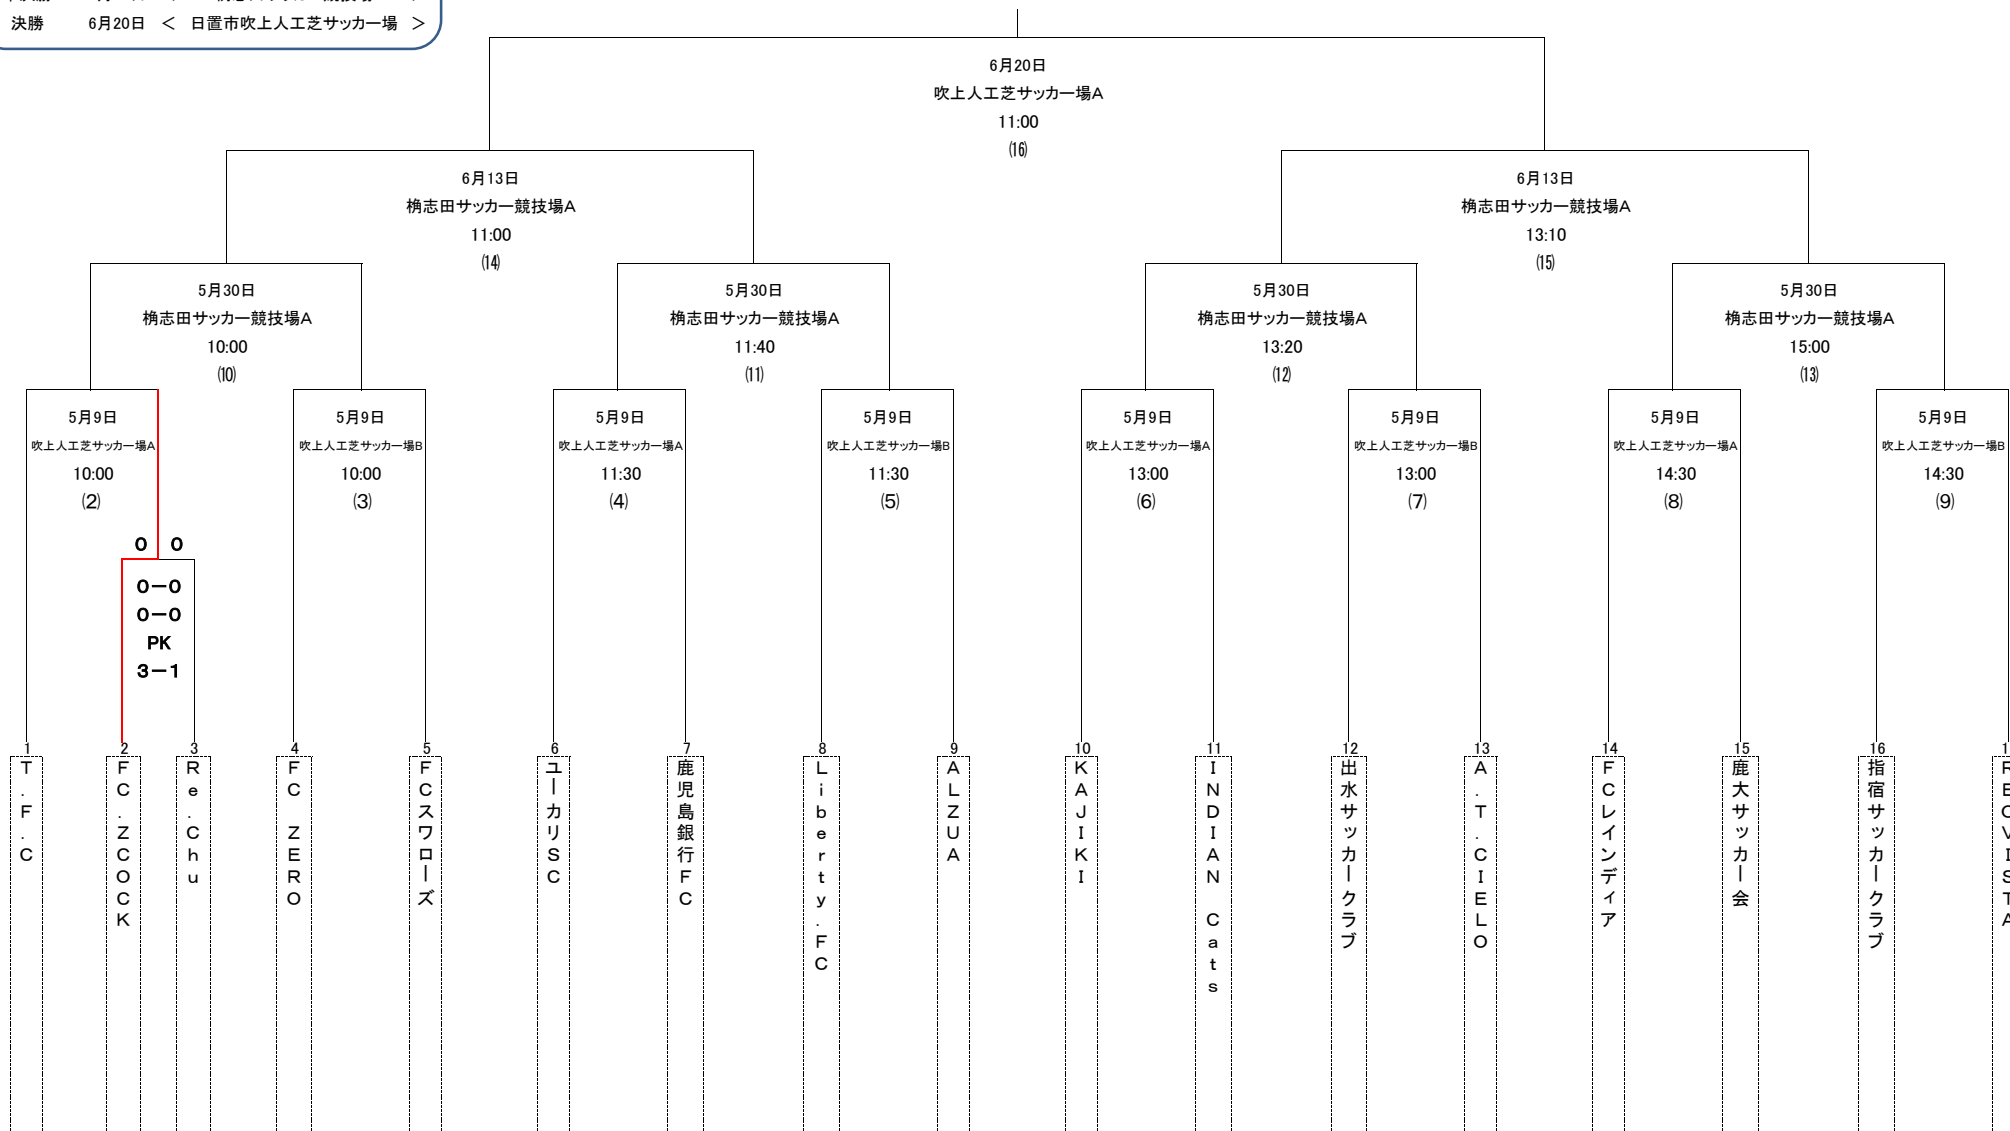 決勝 6月20日 ＜ 日置市吹上人工芝サッカー場 ＞
6月20日
吹上人工芝サッカー場A
11:00
(16)
6月13日
桷志田サッカー競技場A
11:00
(14)
6月13日
桷志田サッカー競技場A
13:10
(15)
5月30日
桷志田サッカー競技場A
10:00
(10)
5月30日
桷志田サッカー競技場A
11:40
(11)
5月30日
桷志田サッカー競技場A
13:20
(12)
5月30日
桷志田サッカー競技場A
15:00
(13)
5月9日
吹上人工芝サッカー場A
10:00
(2)
5月9日
吹上人工芝サッカー場B
10:00
(3)
5月9日
吹上人工芝サッカー場A
11:30
(4)
5月9日
吹上人工芝サッカー場B
11:30
(5)
5月9日
吹上人工芝サッカー場A
13:00
(6)
5月9日
吹上人工芝サッカー場B
13:00
(7)
5月9日
吹上人工芝サッカー場A
14:30
(8)
5月9日
吹上人工芝サッカー場B
14:30
(9)
0 0
0－0
0－0
PK
3－1
1
T.F.C
2
FC.ZCOCK
3
Re.Chu
4
FC ZERO
5
FCスワローズ
6
ユーカリSC
7
鹿児島銀行FC
8
Liberty.FC
9
ALZUA
10
KAJIKI
11
INDIAN Cats
12
出水サッカークラブ
13
A.T.CIELO
14
FCレインディア
15
鹿大サッカー会
16
指宿サッカークラブ